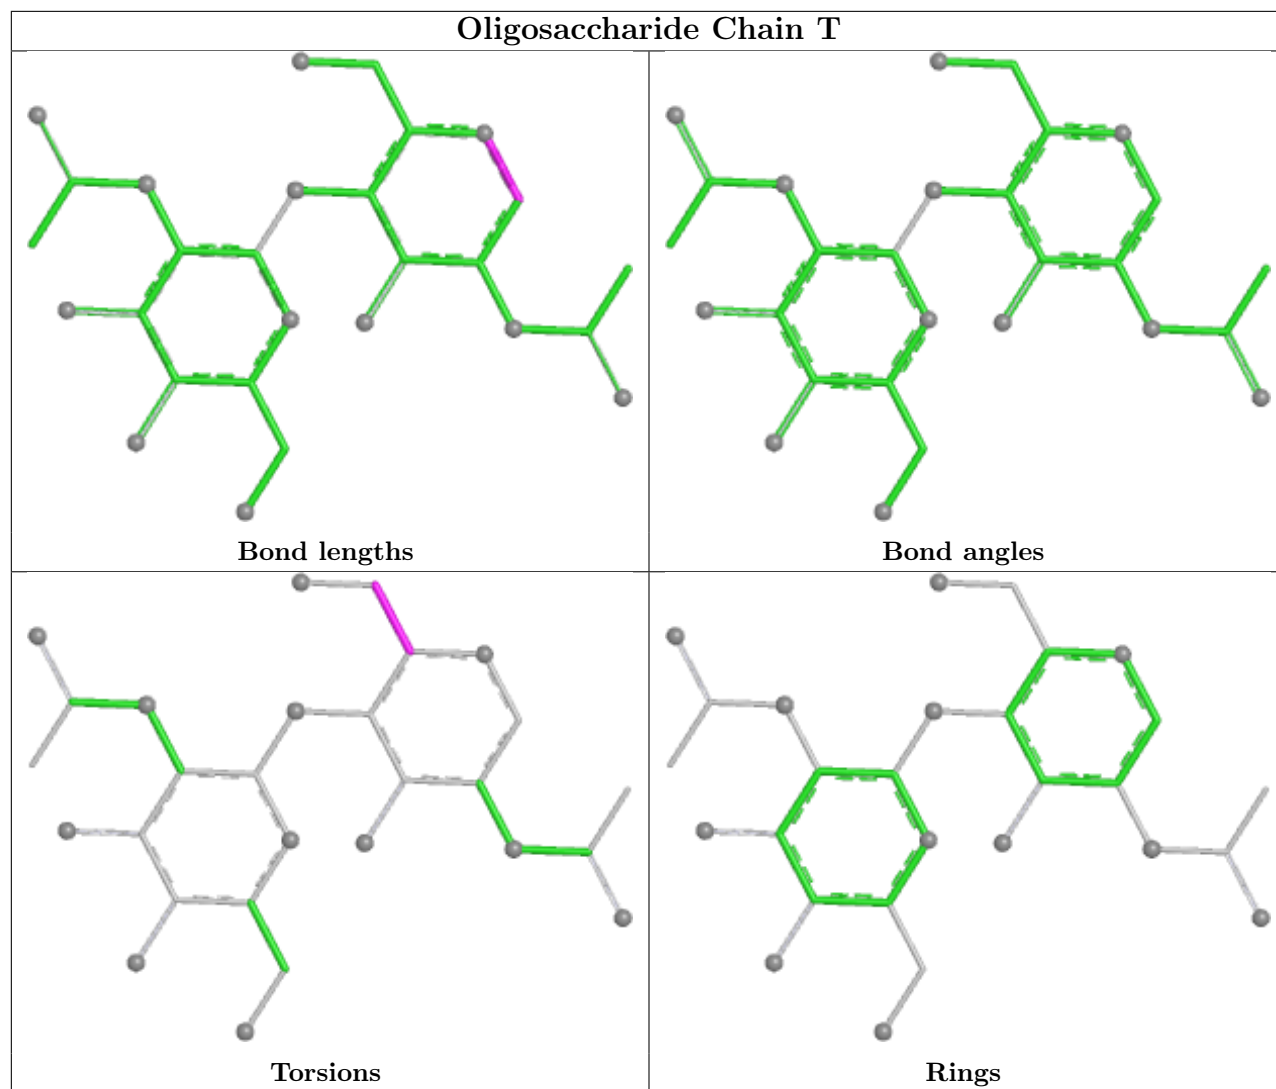 Oligosaccharide Chain T
Bond lengths
Bond angles
Torsions
Rings